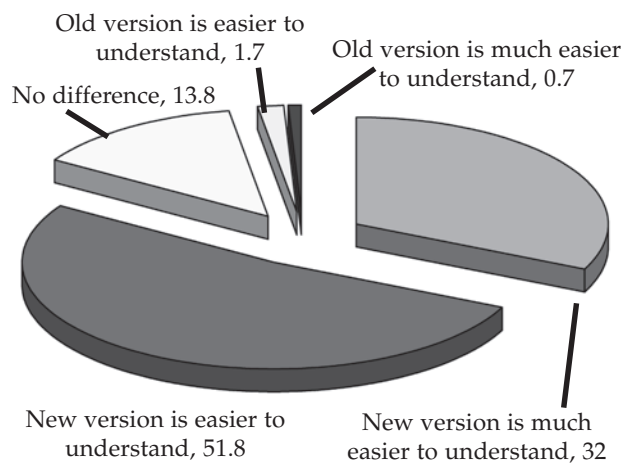 Old version is easier to
understand, 1.7
Old version is much easier
to understand, 0.7
No difference, 13.8
New version is easier to
understand, 51.8
New version is much
easier to understand, 32